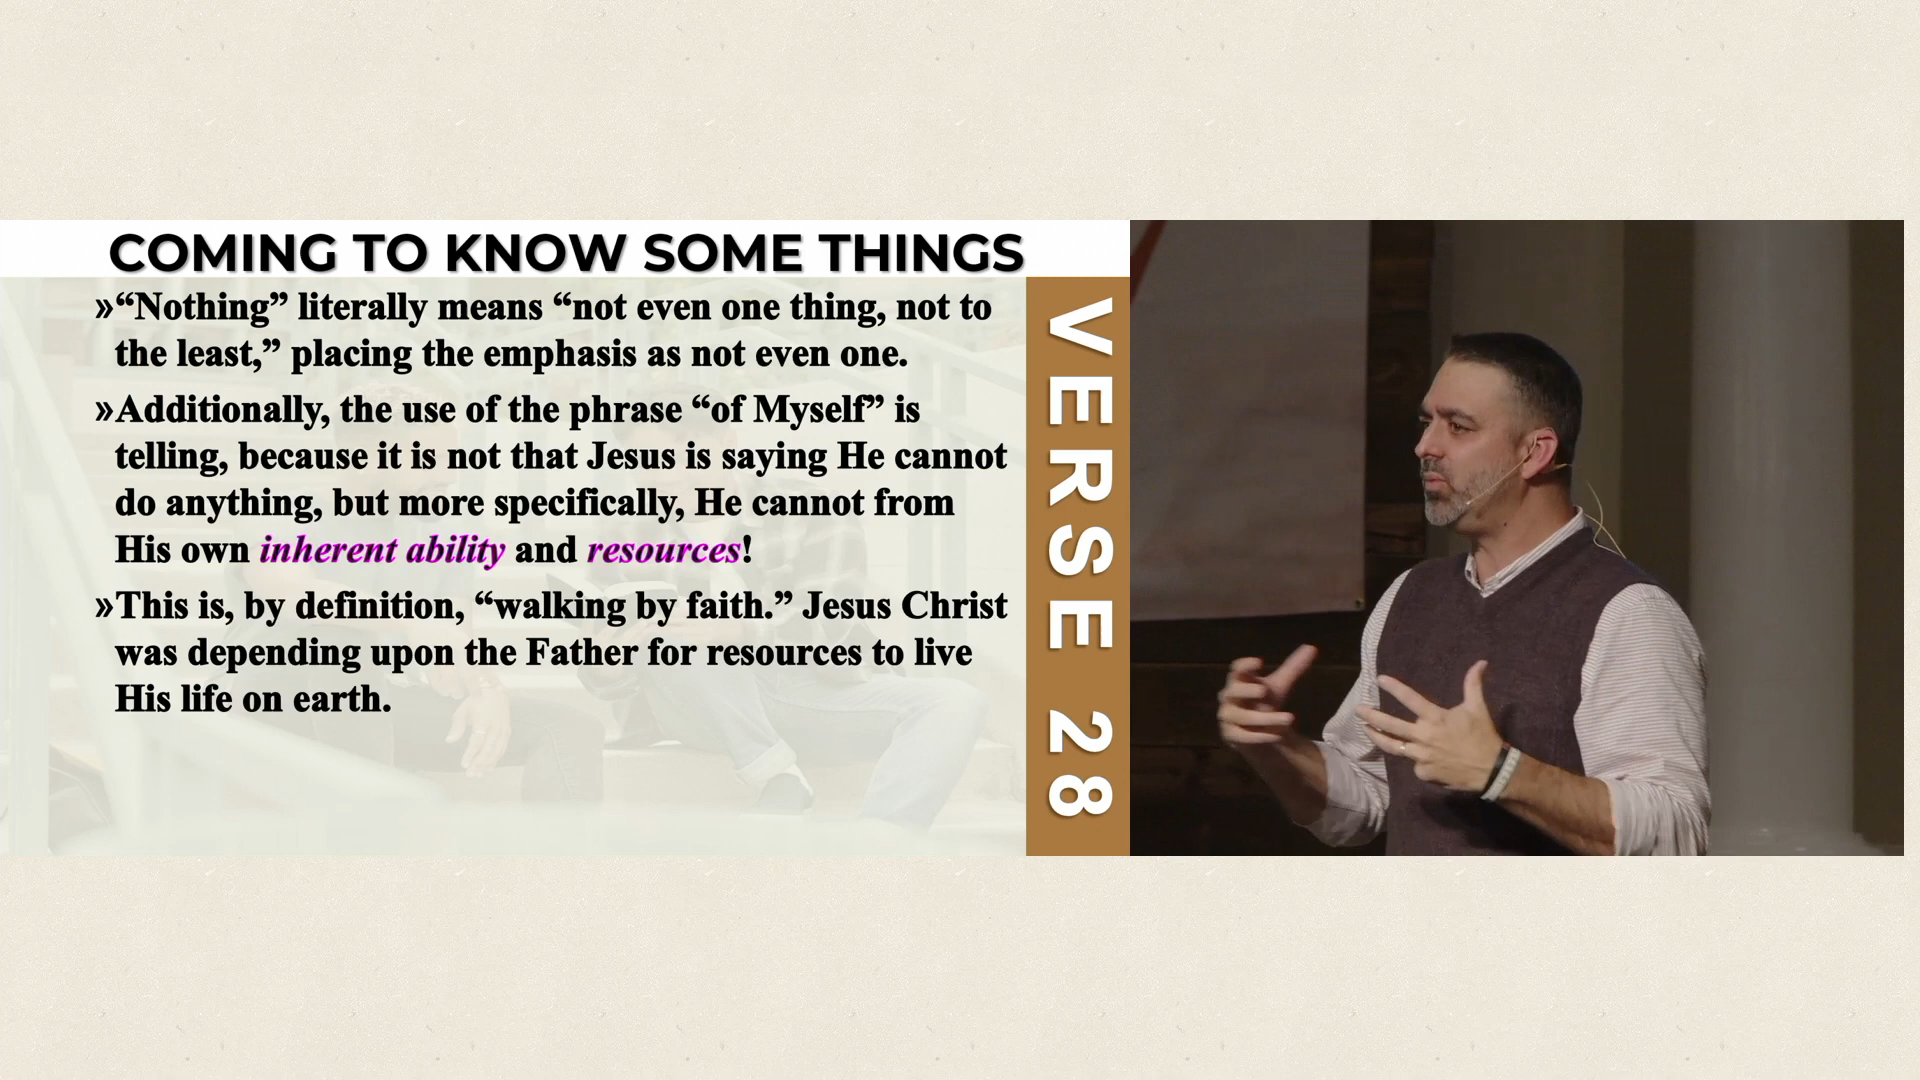 COMING TO KNOW SOME THINGS
»“Nothing” literally means “not even one thing, not to
the least,” placing the emphasis as not even one.
»Additionally, the use of the phrase “of Myself” is
telling, because it is not that Jesus is saying He cannot
do anything, but more specifically, He cannot from
His own inherent ability and resources!
»This is, by definition, “walking by faith.” Jesus Christ
was depending upon the Father for resources to live
His life on earth.
VERSE 28